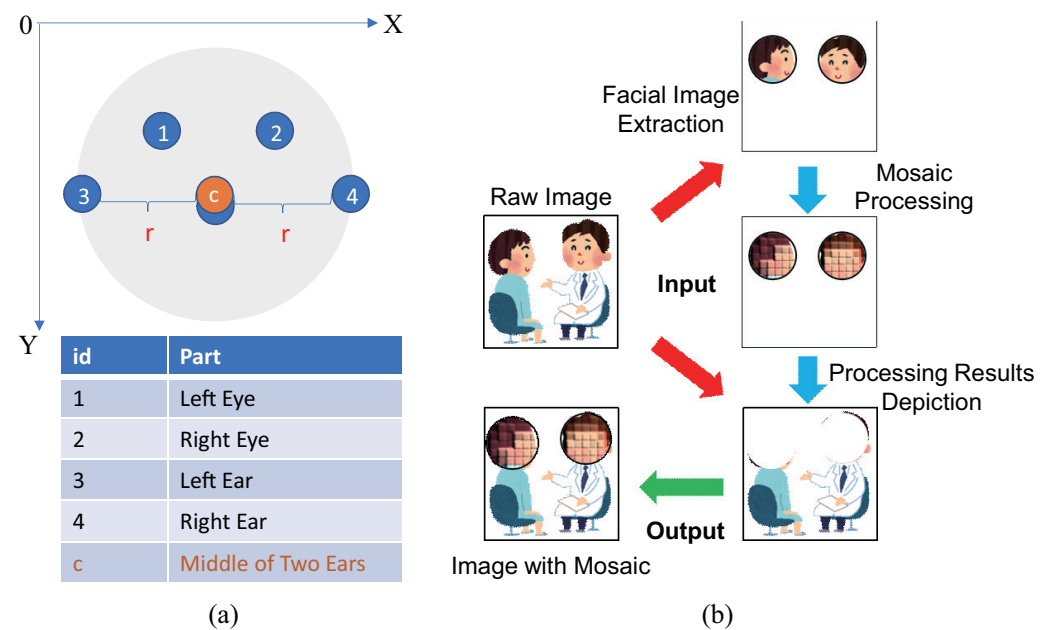 0
X
1
2
3
c
4
r
r
Y
id Part
1 Left Eye
2 Right Eye
3 Left Ear
4 Right Ear
c Middle of Two Ears
(a)
Facial Image
Extraction
Mosaic
Processing
Raw Image
Input
Processing Results
Depiction
Output
Image with Mosaic
(b)